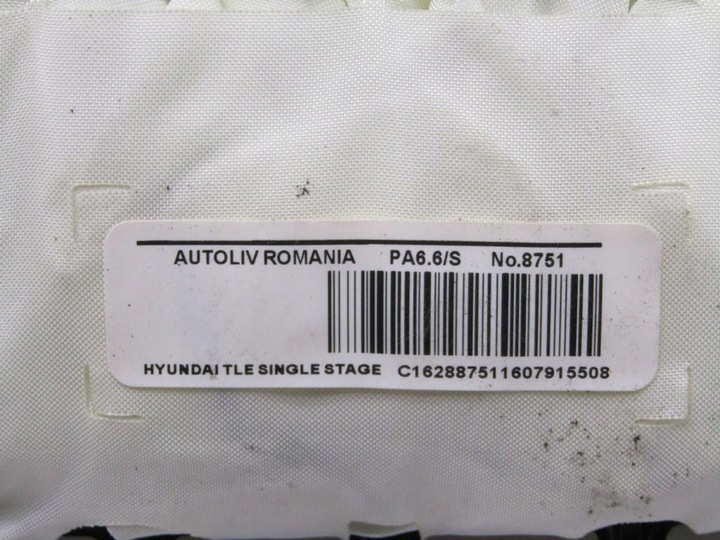 AUTOLIV ROMANIA PA6.6/S No.8751
HYUNDAI TLE SINGLE STAGE C162887511607915508